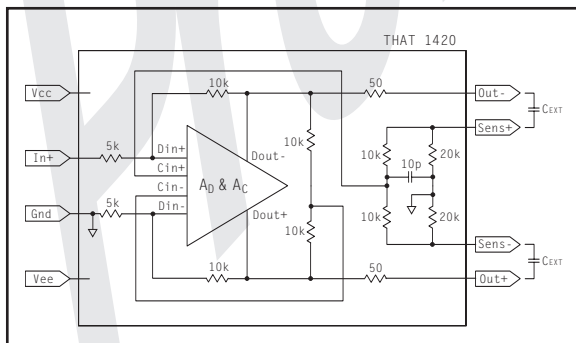 THAT 1420
Vcc
10k
50
Out-
CEXT
Sens+
In+
5k
Din+
Cin+
Cin-
Din-
AD & AC
Dout-
Dout+
10k
10k
10k
10p
20k
10k
20k
5k
Gnd
Sens-
10k
50
Out+
CEXT
Vee